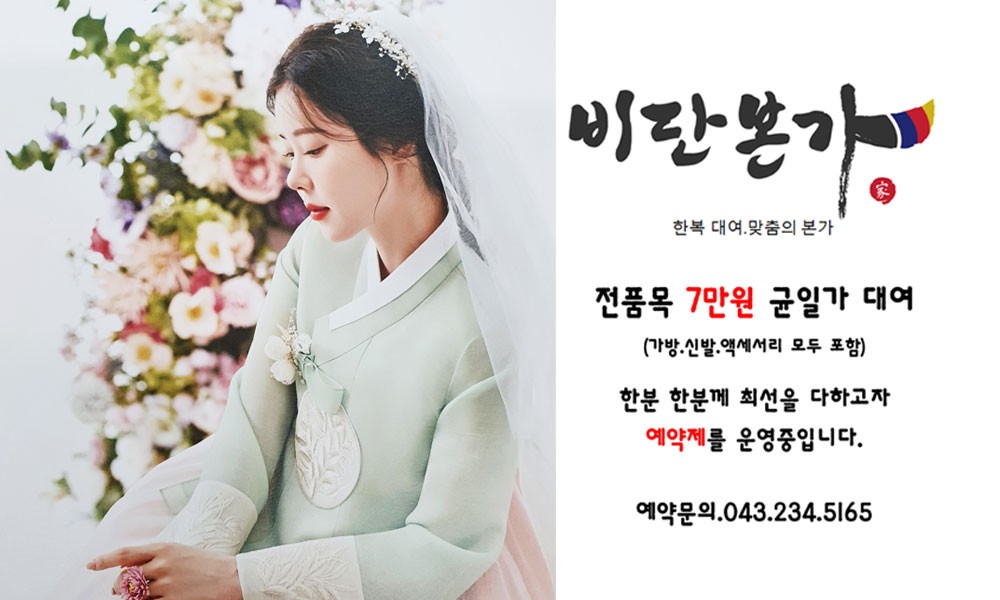 비단본가
家
한복 대여.맞춤의 본가
전품목 7만원 균일가 대여
(가방.신발.액세서리 모두 포함)
한분 한분께 최선을 다하고자
예약제를 운영중입니다.
예약문의.043.234.5165